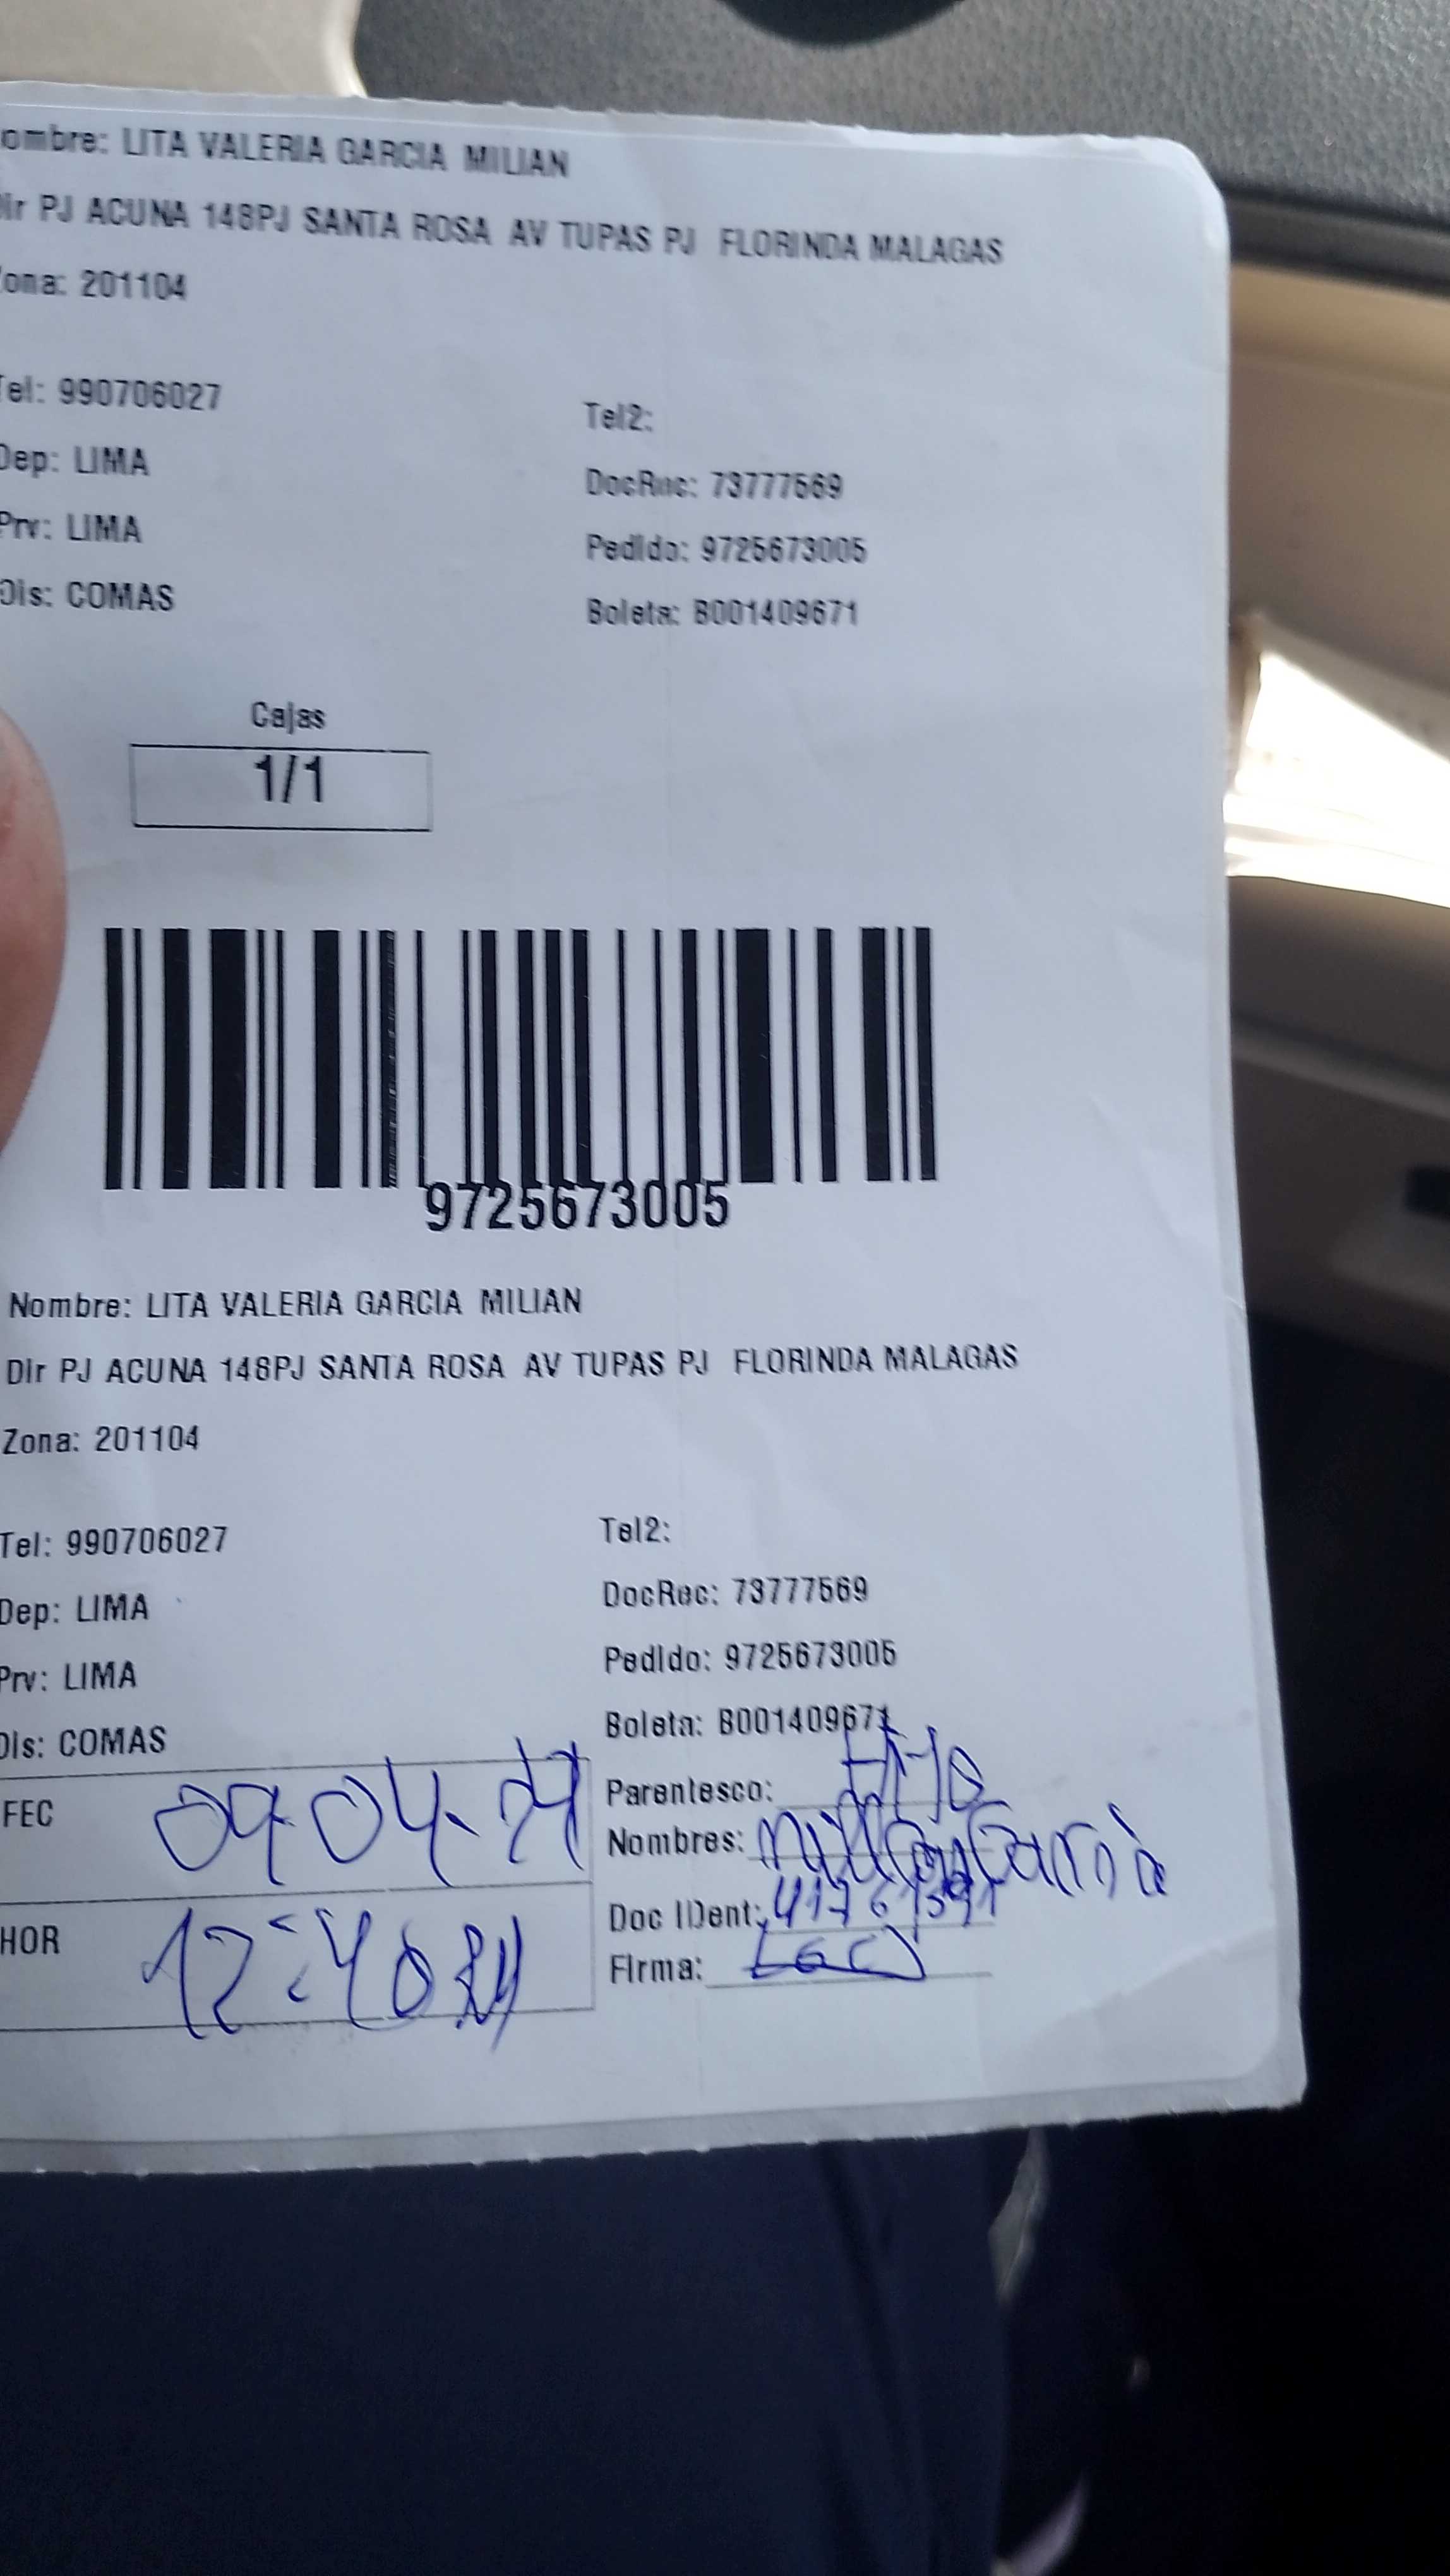 ombre: LITA VALERIA GARCIA MILIAN
Dir PJ ACUNA 148PJ SANTA ROSA AV TUPAS PJ FLORINDA MALAGAS
Zona: 201104
Tel: 990706027
Tel2:
Dep: LIMA
DocRec: 73777569
Prv: LIMA
Pedido: 9725673005
Dis: COMAS
Boleta: B001409671
Cajas
1/1
9725673005
Nombre: LITA VALERIA GARCIA MILIAN
Dir PJ ACUNA 148PJ SANTA ROSA AV TUPAS PJ FLORINDA MALAGAS
Zona: 201104
Tel: 990706027
Tel2:
Dep: LIMA
DocRec: 73777569
Prv: LIMA
Pedido: 9725673005
Dis: COMAS
Boleta: B001409671
FEC 09-04-24
Parentesco:
Nombres: Garcia
HOR
Doc IDent:
Firma: